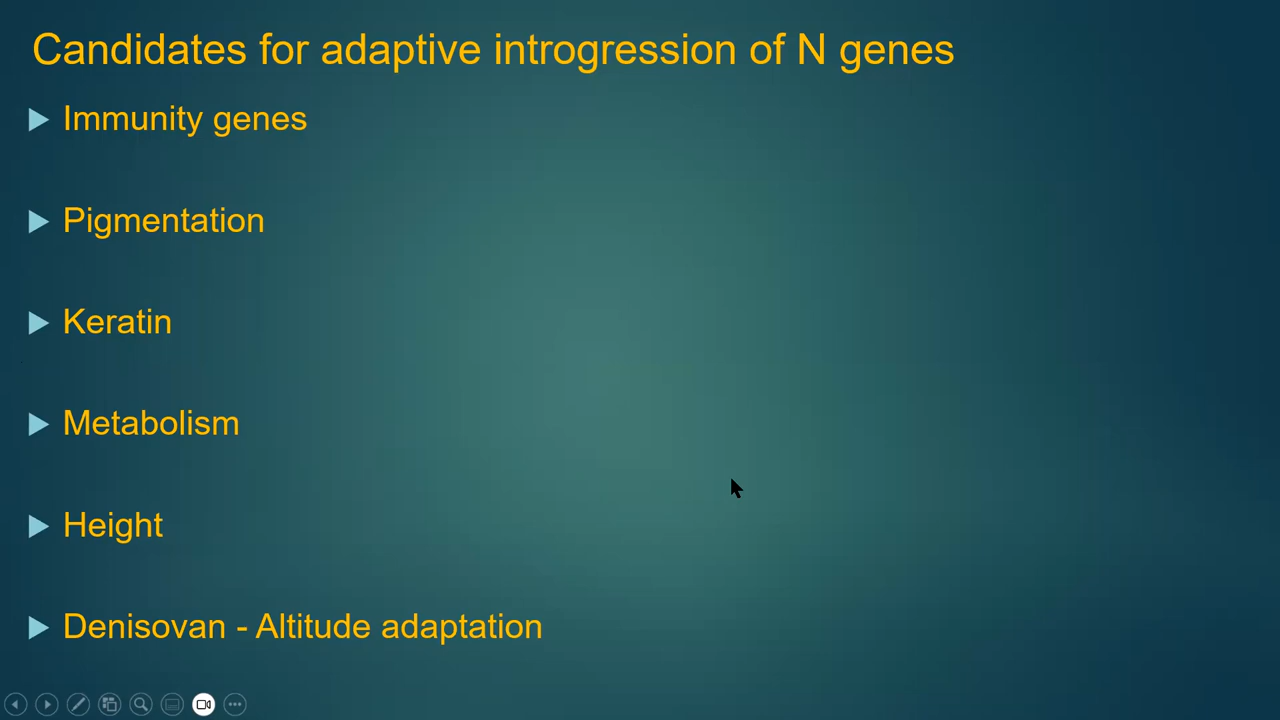 Candidates for adaptive introgression of N genes
Immunity genes
Pigmentation
Keratin
Metabolism
Height
Denisovan - Altitude adaptation